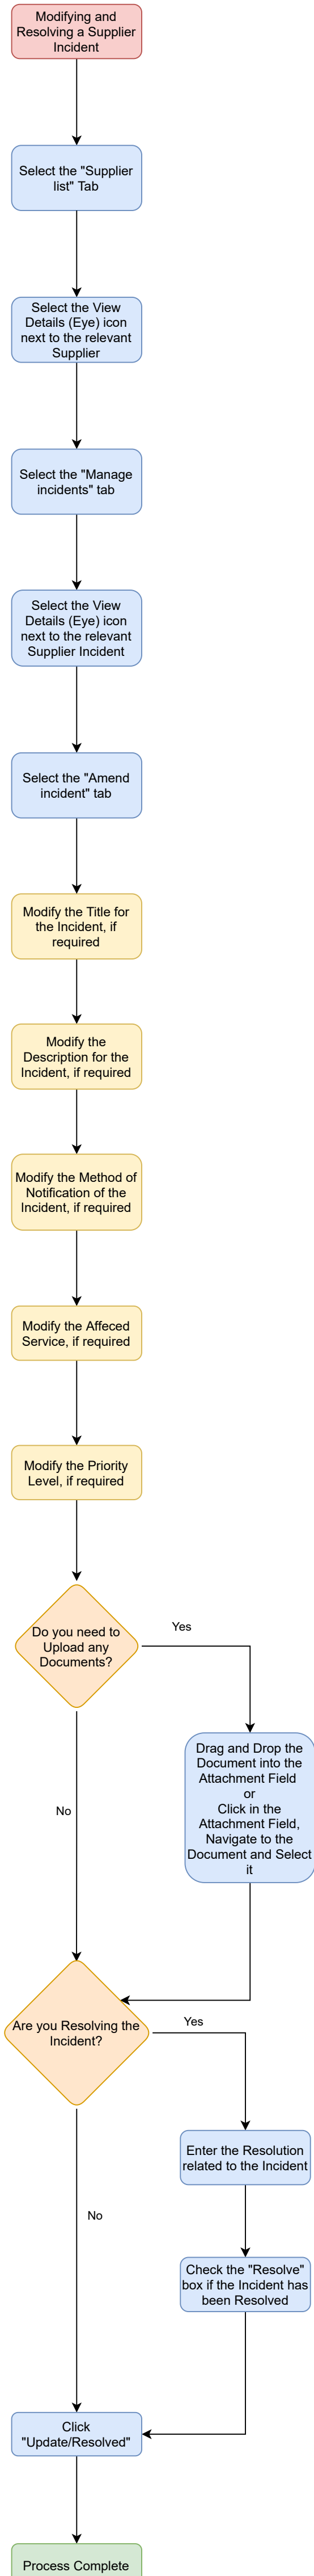 Modifying and
Resolving a Supplier
Incident
Select the "Supplier
list" Tab
Select the View
Details (Eye) icon
next to the relevant
Supplier
Select the "Manage
incidents" tab
Select the View
Details (Eye) icon
next to the relevant
Supplier Incident
Select the "Amend
incident" tab
Modify the Title for
the Incident, if
required
Modify the
Description for the
Incident, if required
Modify the Method of
Notification of the
Incident, if required
Modify the Affeced
Service, if required
Modify the Priority
Level, if required
Do you need to
Upload any
Documents?
Yes
Drag and Drop the
Document into the
Attachment Field
or
Click in the
Attachment Field,
Navigate to the
Document and Select
it
No
Are you Resolving the
Incident?
Yes
Enter the Resolution
related to the Incident
No
Check the "Resolve"
box if the Incident has
been Resolved
Click
"Update/Resolved"
Process Complete